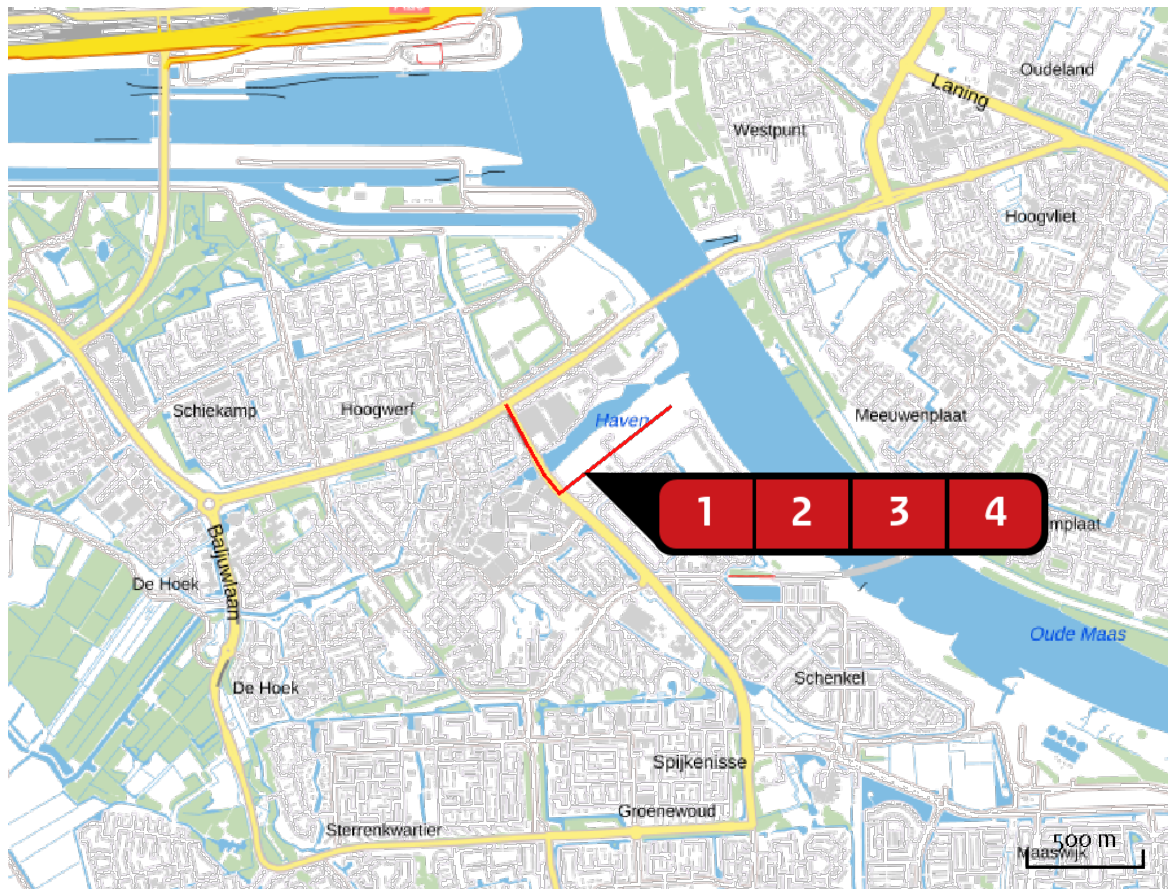 Oudeland
Laning
Westpunt
Hoogvliet
Schiekamp
Hoogwerf
Haven
Meeuwenplaat
1 2 3 4
mplaat
Baljuwlaan
De Hoek
Oude Maas
De Hoek
Schenkel
Spijkenisse
Groenewoud
Sterrenkwartier
500 m
Maaswijk